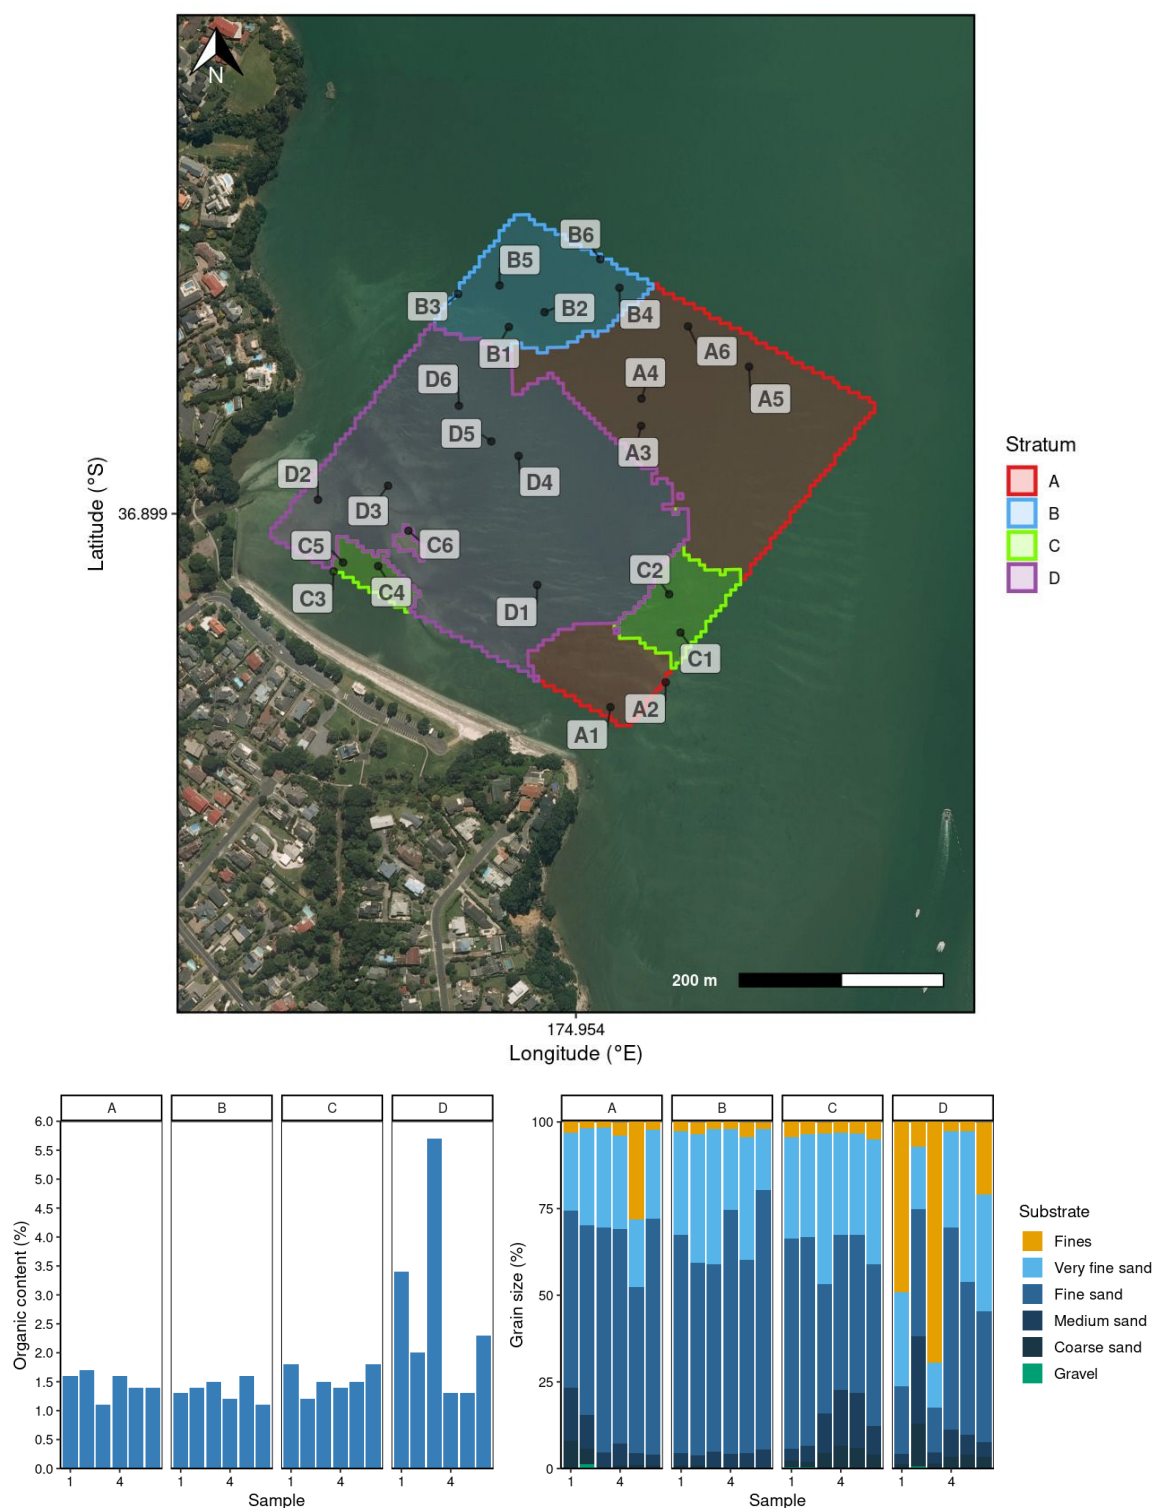 N
B6
B5
B3
B2
B4
B1
A6
D6
A4
A5
D5
A3
D2
D4
D3
C5
C6
C2
C3
C4
D1
C1
A2
A1
36.899
Latitude (°S)
200 m
174.954
Longitude (°E)
Stratum
A
B
C
D
A B C D
6.0
5.5
5.0
4.5
4.0
3.5
3.0
2.5
2.0
1.5
1.0
0.5
0.0
Organic content (%)
1 4 1 4 1 4 1 4
Sample
A B C D
100
75
50
25
0
Grain size (%)
1 4 1 4 1 4 1 4
Sample
Substrate
Fines
Very fine sand
Fine sand
Medium sand
Coarse sand
Gravel